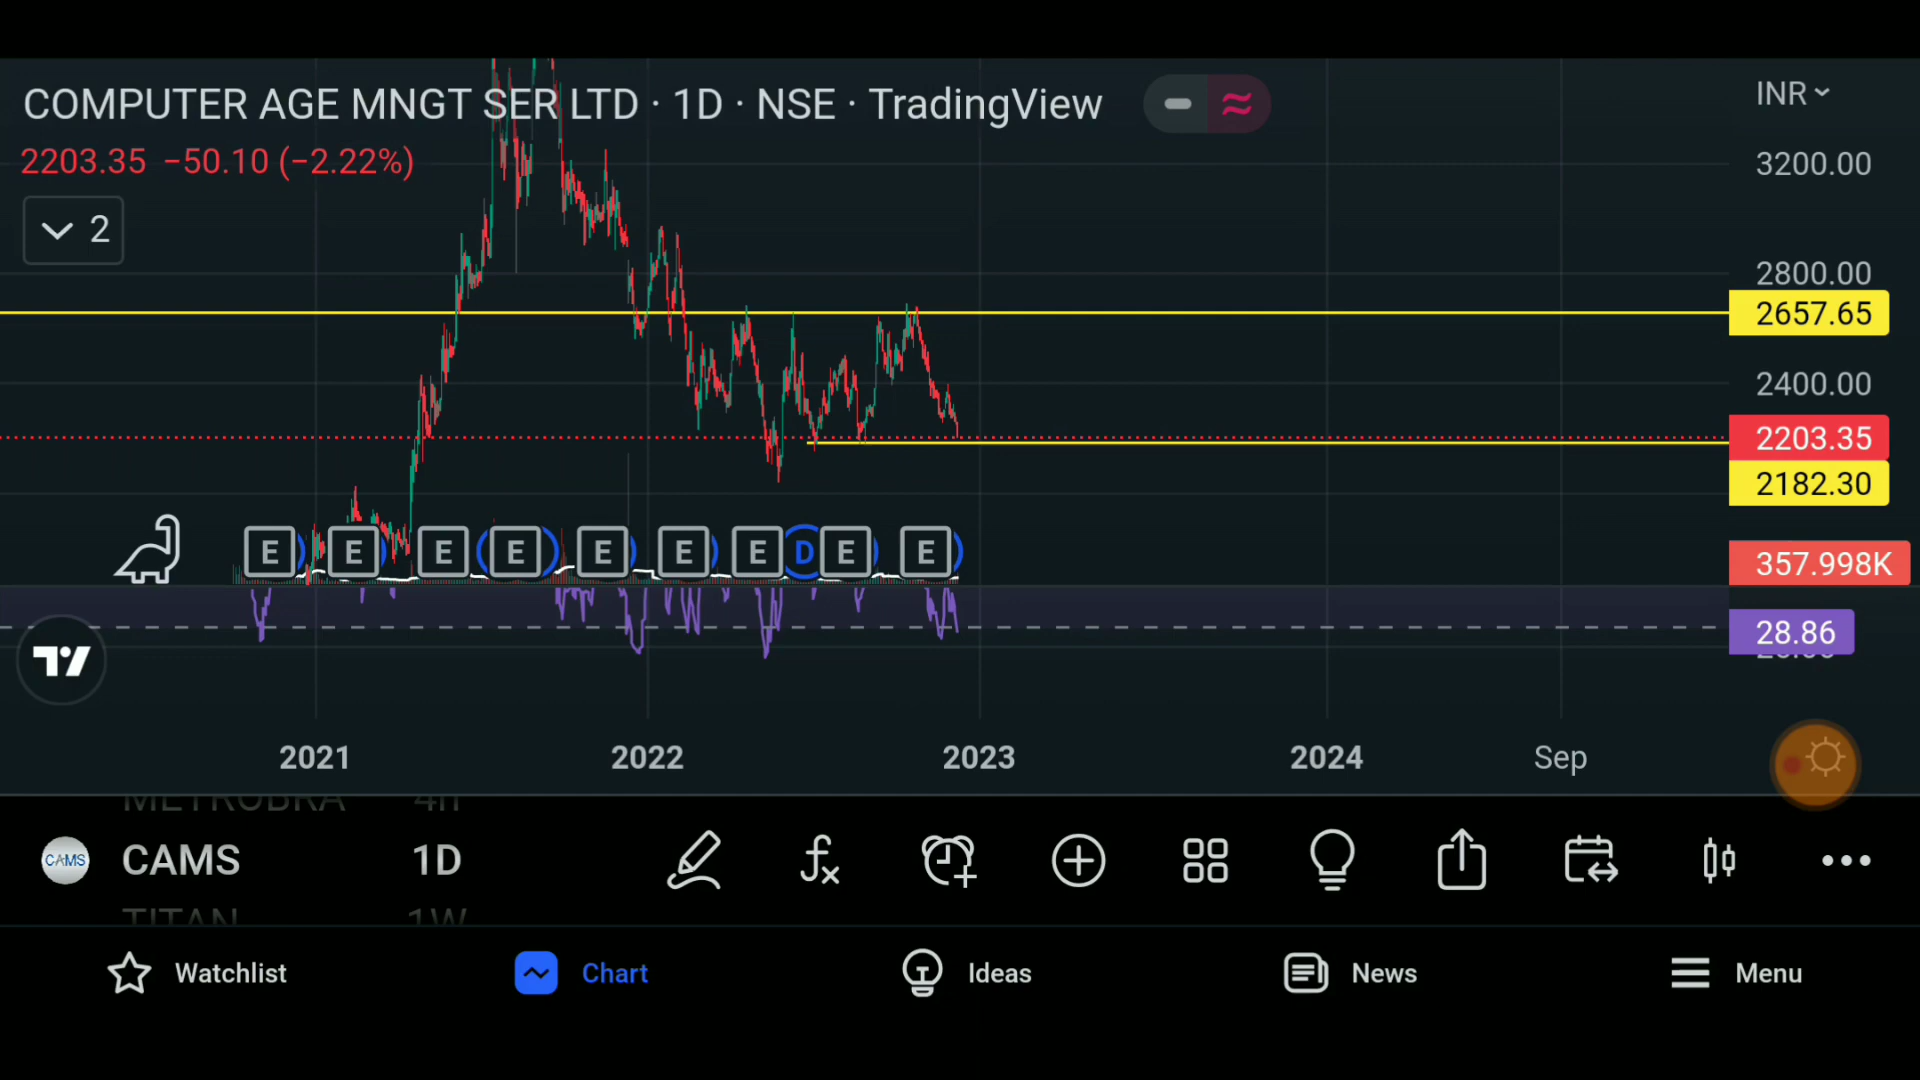 COMPUTER AGE MNGT SER LTD · 1D · NSE · TradingView
INR
2203.35 −50.10 (−2.22%)
3200.00
2
2800.00
2657.65
2400.00
2203.35
2182.30
E E E E E E E D E E
357.998K
28.86
2021 2022 2023 2024 Sep
METROBRA 4h
CAMS CAMS 1D
TITAN 1W
Watchlist Chart Ideas News Menu